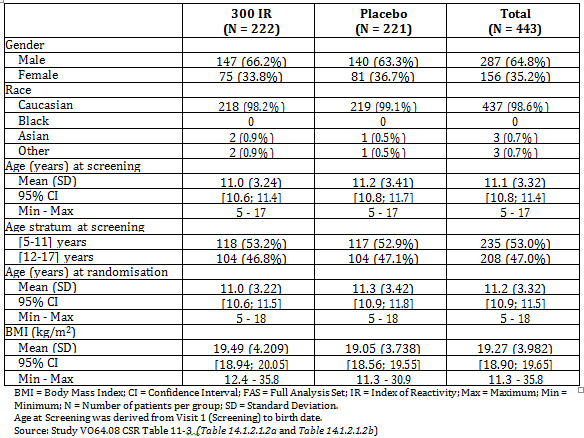 300 IR Placebo Total
(N = 222) (N = 221) (N = 443)
Gender
Male 147 (66.2%) 140 (63.3%) 287 (64.8%)
Female 75 (33.8%) 81 (36.7%) 156 (35.2%)
Race
Caucasian 218 (98.2%) 219 (99.1%) 437 (98.6%)
Black 0 0 0
Asian 2 (0.9%) 1 (0.5%) 3 (0.7%)
Other 2 (0.9%) 1 (0.5%) 3 (0.7%)
Age (years) at screening
Mean (SD) 11.0 (3.24) 11.2 (3.41) 11.1 (3.32)
95% CI [10.6; 11.4] [10.8; 11.7] [10.8; 11.4]
Min - Max 5 - 17 5 - 17 5 - 17
Age stratum at screening
[5-11] years 118 (53.2%) 117 (52.9%) 235 (53.0%)
[12-17] years 104 (46.8%) 104 (47.1%) 208 (47.0%)
Age (years) at randomisation
Mean (SD) 11.0 (3.22) 11.3 (3.42) 11.2 (3.32)
95% CI [10.6; 11.5] [10.9; 11.8] [10.9; 11.5]
Min - Max 5 - 18 5 - 18 5 - 18
BMI (kg/m²)
Mean (SD) 19.49 (4.209) 19.05 (3.738) 19.27 (3.982)
95% CI [18.94; 20.05] [18.56; 19.55] [18.90; 19.65]
Min - Max 12.4 - 35.8 11.3 - 30.9 11.3 - 35.8
BMI = Body Mass Index; CI = Confidence Interval; FAS = Full Analysis Set; IR = Index of Reactivity; Max = Maximum; Min =
Minimum; N = Number of patients per group; SD = Standard Deviation.
Age at Screening was derived from Visit 1 (Screening) to birth date.
Source: Study VO64.08 CSR Table 11-3, (Table 14.1.2.1.2a and Table 14.1.2.1.2b)